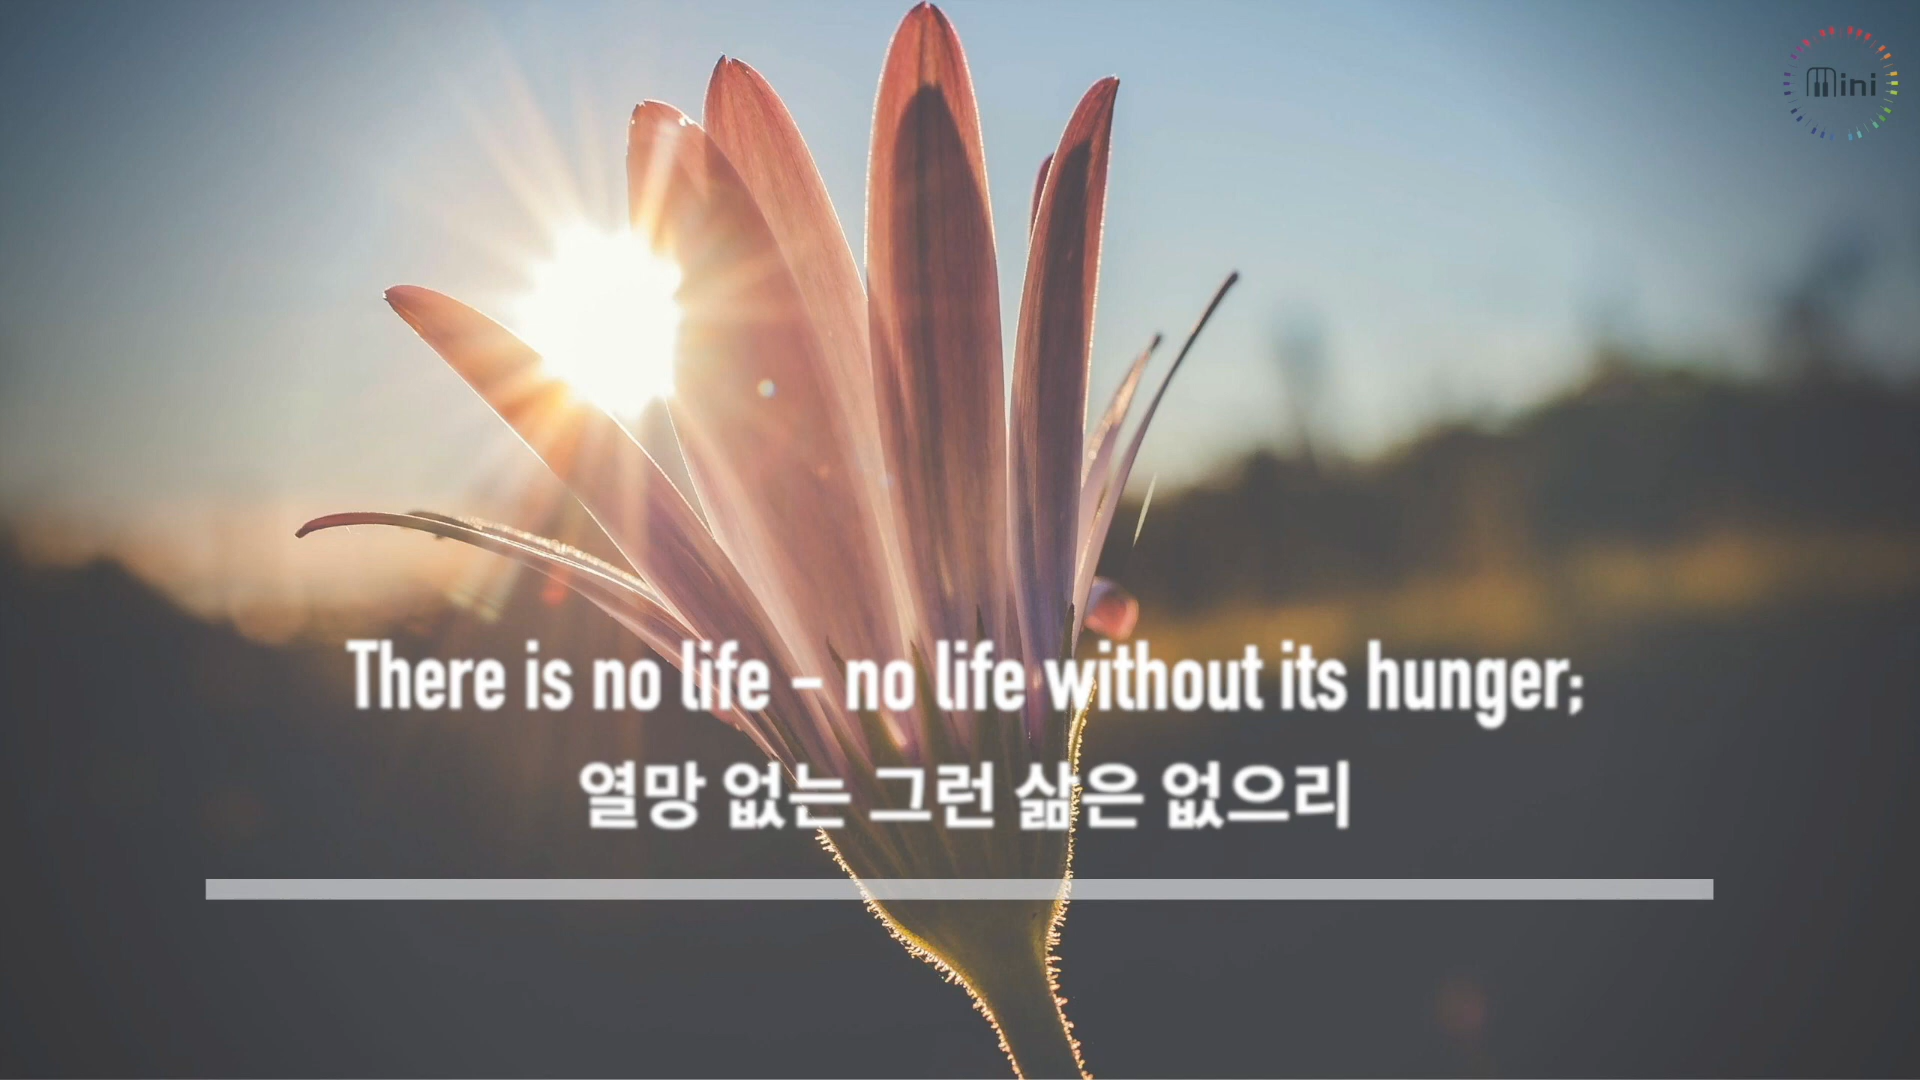 Mini
There is no life - no life without its hunger;
열망 없는 그런 삶은 없으리